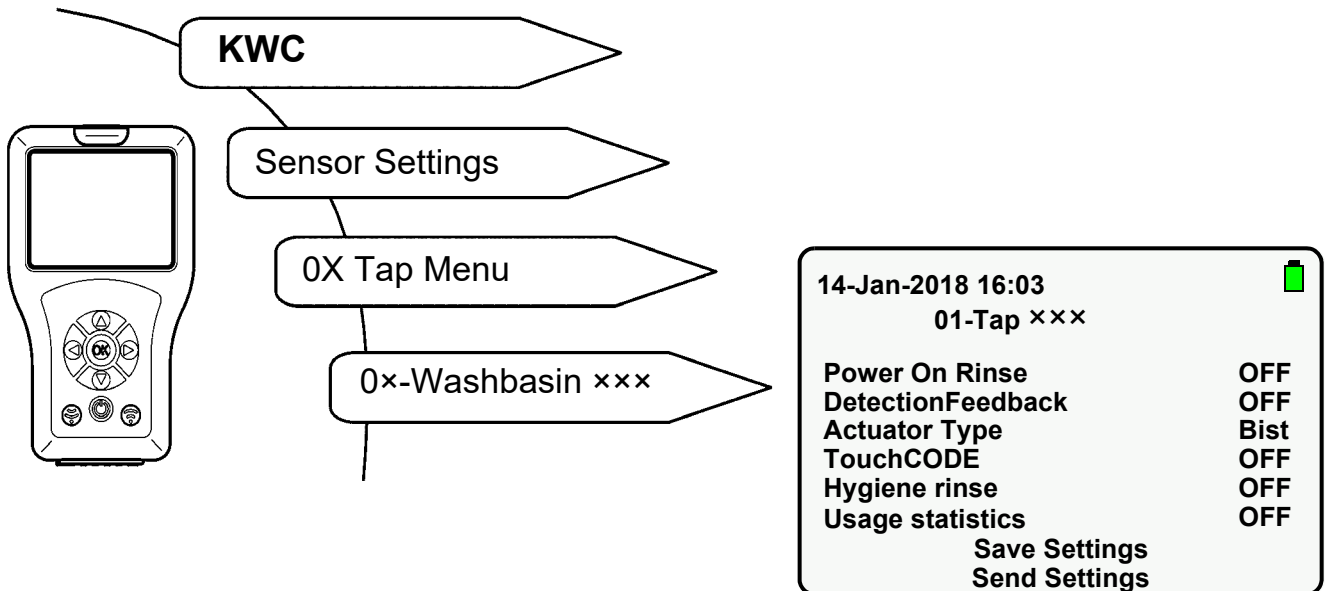 KWC
Sensor Settings
0X Tap Menu
0×-Washbasin ×××
OK
14-Jan-2018 16:03
01-Tap ×××
Power On Rinse OFF
DetectionFeedback OFF
Actuator Type Bist
TouchCODE OFF
Hygiene rinse OFF
Usage statistics OFF
Save Settings
Send Settings